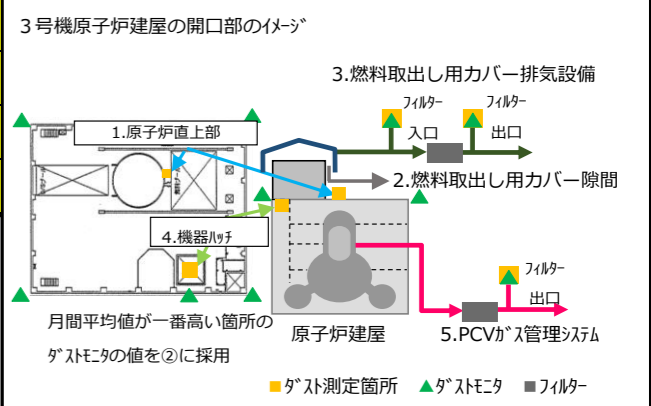 3号機原子炉建屋の開口部のｲﾒｰｼﾞ
3.燃料取出し用カバー排気設備
ﾌｨﾙﾀｰ
ﾌｨﾙﾀｰ
1.原子炉直上部
入口
出口
2.燃料取出し用カバー隙間
4.機器ﾊｯﾁ
ﾌｨﾙﾀｰ
出口
月間平均値が一番高い箇所の
ﾀﾞｽﾄﾓﾆﾀの値を②に採用
原子炉建屋
5.PCVｶﾞｽ管理ｼｽﾃﾑ
■ﾀﾞｽﾄ測定箇所 ▲ﾀﾞｽﾄﾓﾆﾀ ■ﾌｨﾙﾀｰ